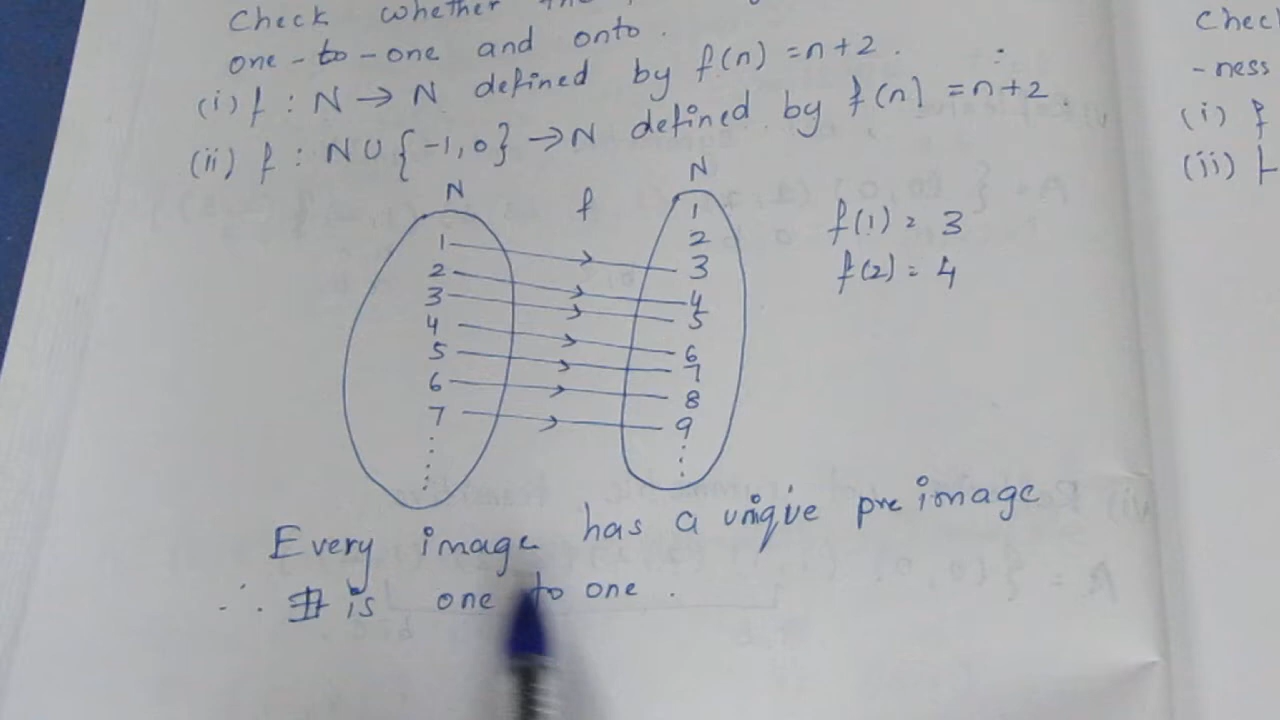 Check whether the
one-to-one and onto.
(i) f : N → N defined by f(n) = n+2.
(ii) f : N ∪ {-1, 0} → N defined by f(n) = n+2.
N f N
1 1
2 2
3 3
4 4
5 5
6 6
7 7
8
9
f(1) = 3
f(2) = 4
Every image has a unique pre image
∴ It is one to one.
Chec
-ness
(i) f
(ii) f